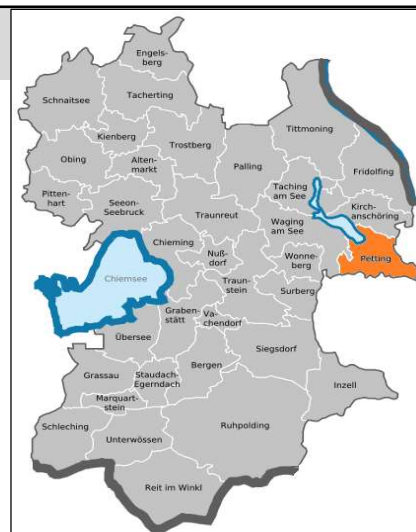 Engels-
berg
Schnaitsee
Tacherting
Kienberg
Trostberg
Tittmoning
Obing
Alten-
markt
Palling
Fridolfing
Pitten-
hart
Seeon-
Seebruck
Taching
am See
Kirch-
anschöring
Traunreut
Waging
am See
Chieming
Nuß-
dorf
Wonne-
berg
Petting
Chiemsee
Traun-
stein
Surberg
Graben-
stätt
Va-
chendorf
Übersee
Siegsdorf
Grassau
Staudach-
Egerndach
Bergen
Inzell
Marquart-
stein
Schleching
Unterwössen
Ruhpolding
Reit im Winkl